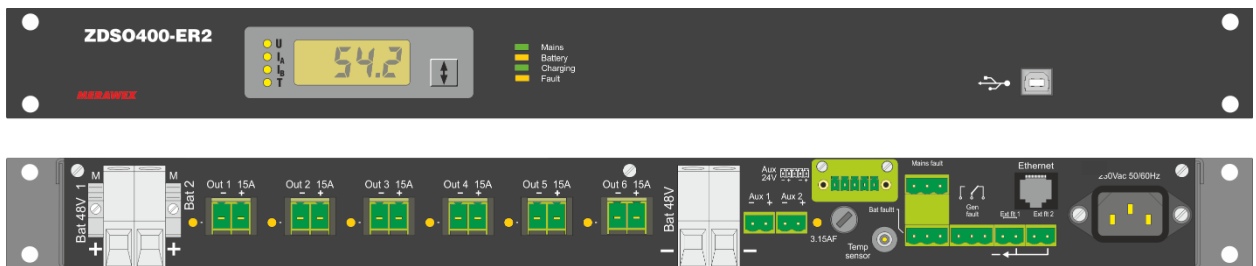 ZDSO400-ER2
MERAWEX
U
IA
IB
T
54.2
Mains
Battery
Charging
Fault
Bat 48V 1
M
+
M
+
Bat 2
Out 1 15A
- +
Out 2 15A
- +
Out 3 15A
- +
Out 4 15A
- +
Out 5 15A
- +
Out 6 15A
- +
Bat 48V
- -
Aux
24V
- + - +
Aux 1 Aux 2
- + - +
3.15AF
Temp
sensor
Bat faultt
Mains fault
Gen
fault
Ext flt 1
Ext flt 2
Ethernet
230Vac 50/60Hz